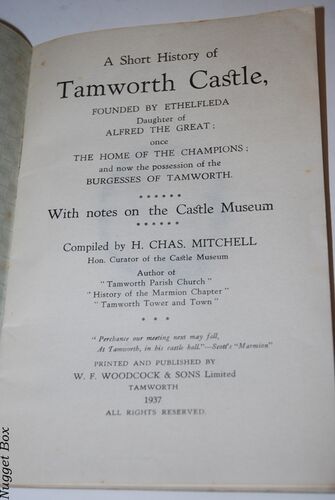 A Short History of
Tamworth Castle,
FOUNDED BY ETHELFLEDA
Daughter of
ALFRED THE GREAT ;
once
THE HOME OF THE CHAMPIONS ;
and now the possession of the
BURGESSES OF TAMWORTH.
* * * * * *
With notes on the Castle Museum
* * * * * *
Compiled by H. CHAS. MITCHELL
Hon. Curator of the Castle Museum
Author of
" Tamworth Parish Church "
" History of the Marmion Chapter "
" Tamworth Tower and Town "
* * *
" Perchance our meeting next may fall,
At Tamworth, in his castle hall."—Scott's "Marmion"
PRINTED AND PUBLISHED BY
W. F. WOODCOCK & SONS Limited
TAMWORTH
1937
ALL RIGHTS RESERVED.
Nugget Box